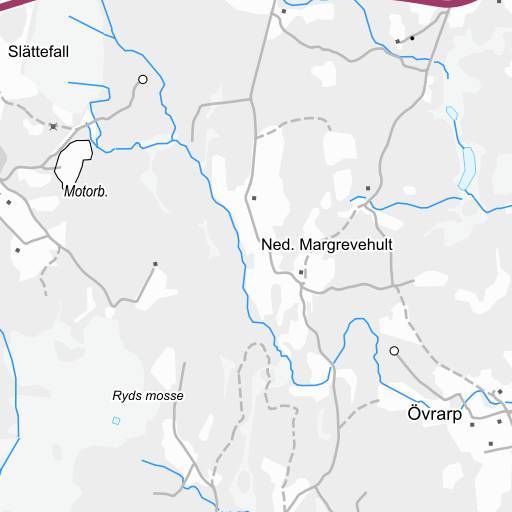 Slättefall
Motorb.
Ned. Margrevehult
Ryds mosse
Övrarp